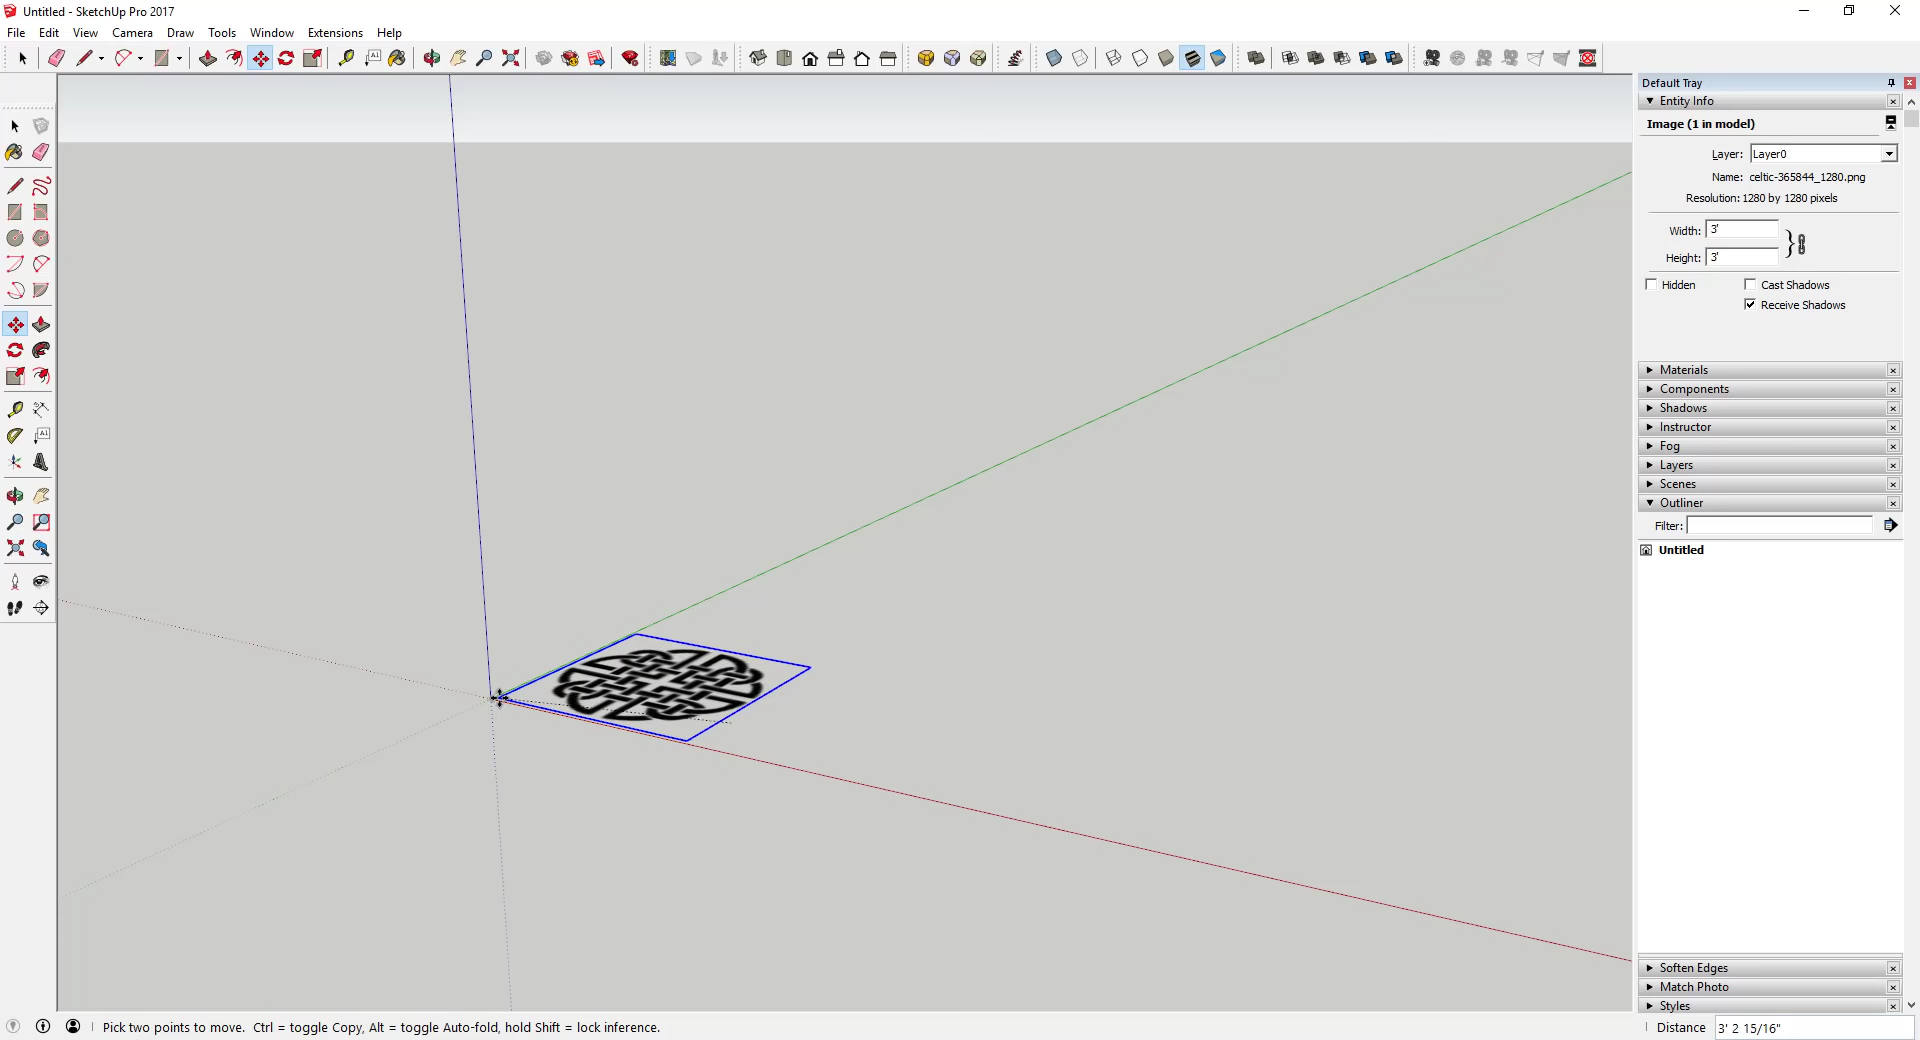 Untitled - SketchUp Pro 2017
File Edit View Camera Draw Tools Window Extensions Help
Default Tray
Entity Info
Image (1 in model)
Layer: Layer0
Name: celtic-365844_1280.png
Resolution: 1280 by 1280 pixels
Width: 3'
Height: 3'
Hidden Cast Shadows
Receive Shadows
Materials
Components
Shadows
Instructor
Fog
Layers
Scenes
Outliner
Filter:
Untitled
Soften Edges
Match Photo
Styles
Pick two points to move. Ctrl = toggle Copy, Alt = toggle Auto-fold, hold Shift = lock inference. Distance 3' 2 15/16"